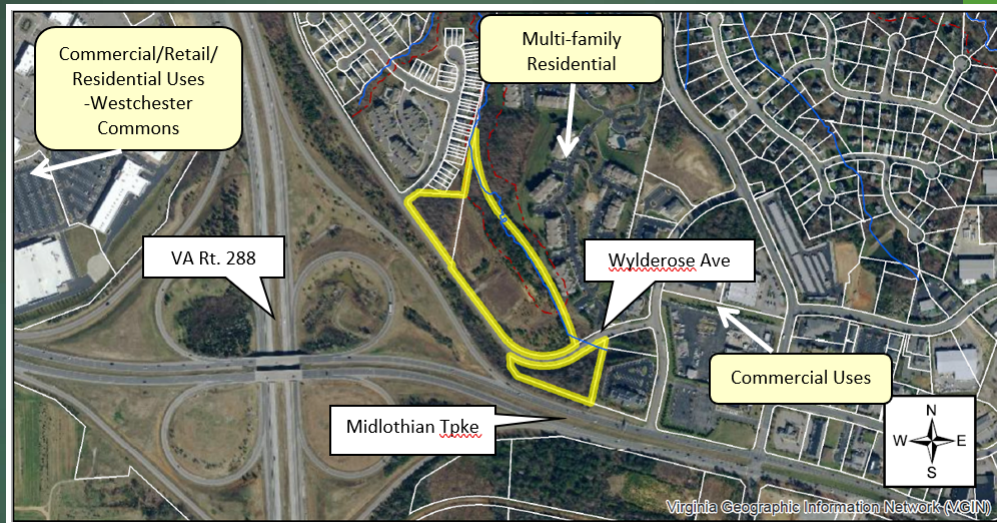 Commercial/Retail/
Residential Uses
-Westchester
Commons
Multi-family
Residential
VA Rt. 288
Wylderose Ave
Commercial Uses
Midlothian Tpke
N
W E
S
Virginia Geographic Information Network (VGIN)